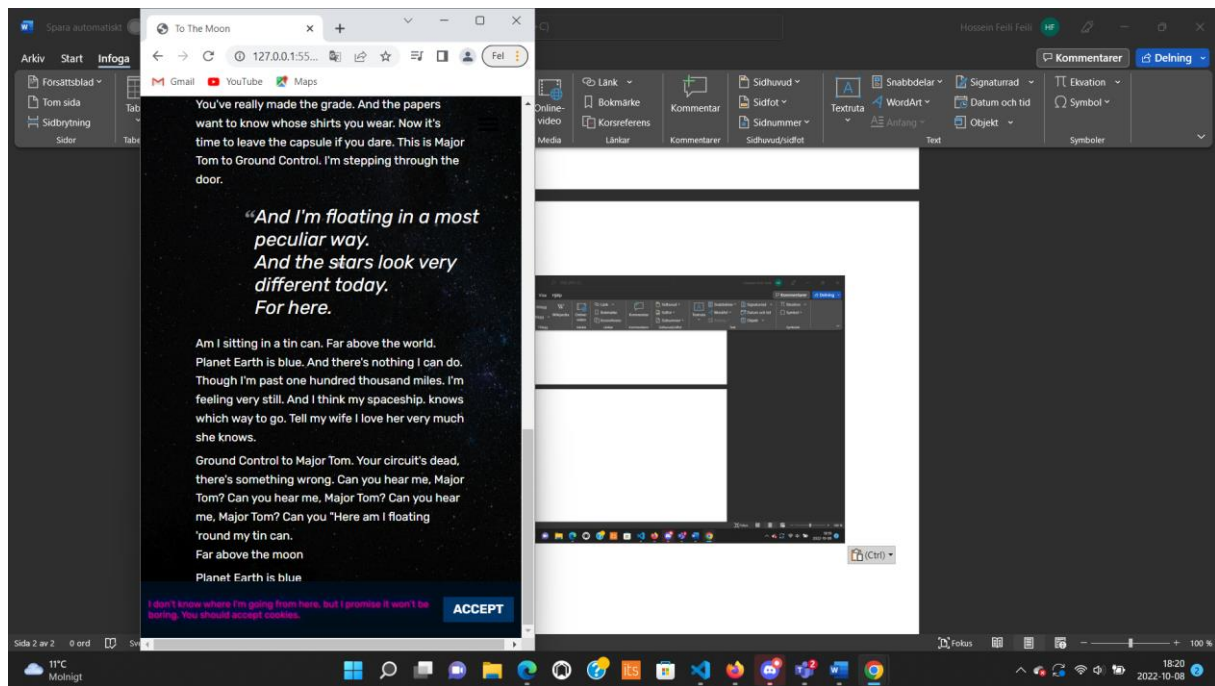 Spara automatiskt
Hossein Feili Feili
HF
Arkiv Start Infoga
Kommentarer
Delning
Försättsblad
Tom sida
Sidbrytning
Sidor
To The Moon
127.0.0.1:55...
Fel
Gmail YouTube Maps
Online-
video
Media
Länk
Bokmärke
Korsreferens
Länkar
Kommentar
Kommentarer
Sidhuvud
Sidfot
Sidnummer
Sidhuvud/sidfot
Textruta
Snabbdelar
WordArt
Anfang
Signaturrad
Datum och tid
Objekt
Text
Ekvation
Symbol
Symboler
You've really made the grade. And the papers
want to know whose shirts you wear. Now it's
time to leave the capsule if you dare. This is Major
Tom to Ground Control. I'm stepping through the
door.
“And I'm floating in a most
peculiar way.
And the stars look very
different today.
For here.
Am I sitting in a tin can. Far above the world.
Planet Earth is blue. And there's nothing I can do.
Though I'm past one hundred thousand miles. I'm
feeling very still. And I think my spaceship. knows
which way to go. Tell my wife I love her very much
she knows.
Ground Control to Major Tom. Your circuit's dead,
there's something wrong. Can you hear me, Major
Tom? Can you hear me, Major Tom? Can you hear
me, Major Tom? Can you "Here am I floating
'round my tin can.
Far above the moon
Planet Earth is blue
I don't know where I'm going from here, but I promise it won't be
boring. You should accept cookies.
ACCEPT
(Ctrl)
Sida 2 av 2 0 ord
Fokus
100 %
11°C
Molnigt
its
18:20
2022-10-08
2